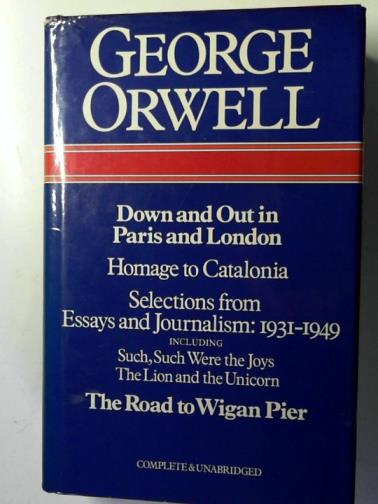 GEORGE
ORWELL
Down and Out in
Paris and London
Homage to Catalonia
Selections from
Essays and Journalism: 1931–1949
INCLUDING
Such, Such Were the Joys
The Lion and the Unicorn
The Road to Wigan Pier
COMPLETE & UNABRIDGED